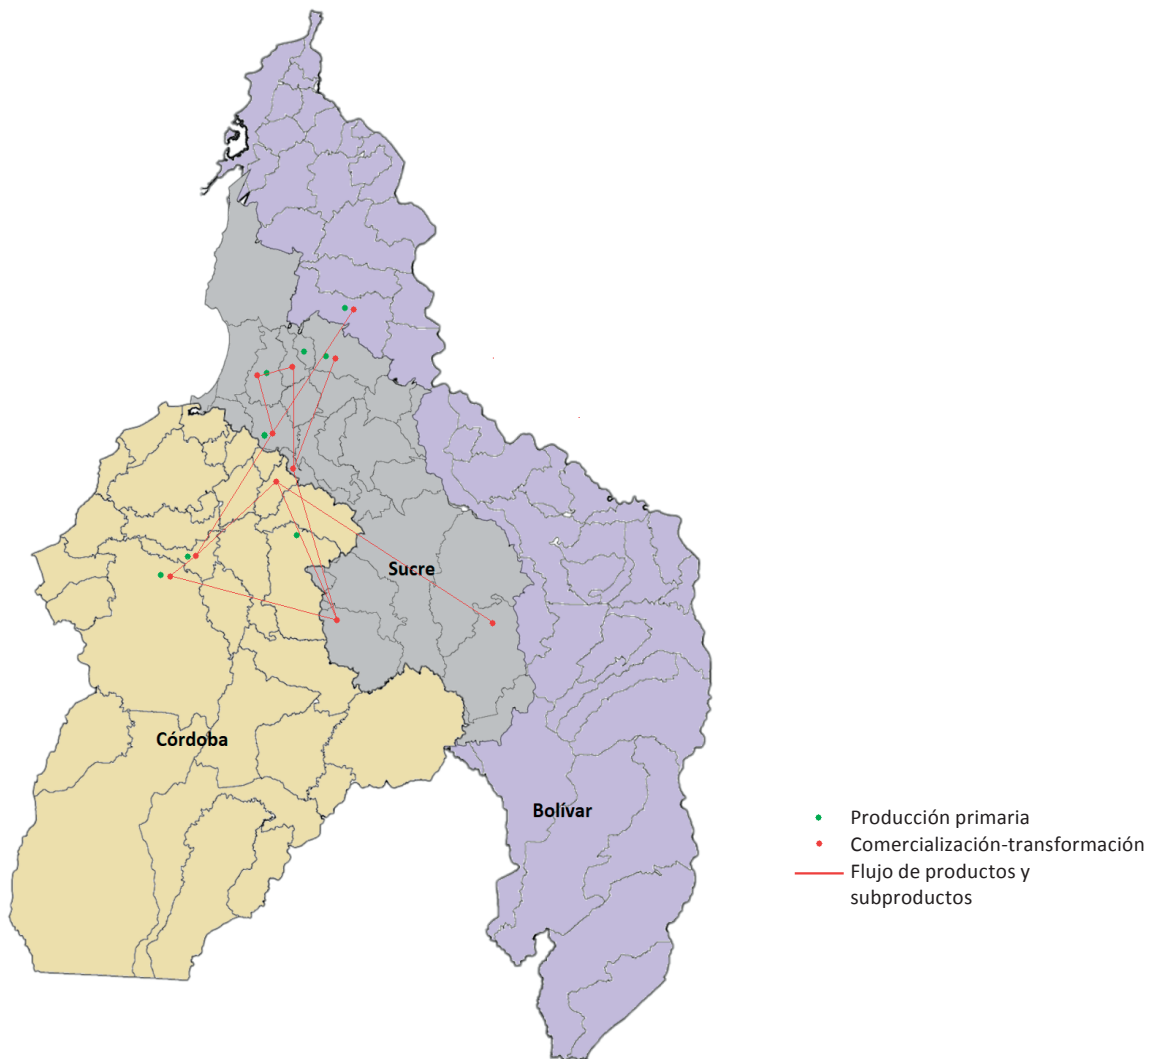 Sucre
Córdoba
Bolívar
Producción primaria
Comercialización-transformación
Flujo de productos y
subproductos